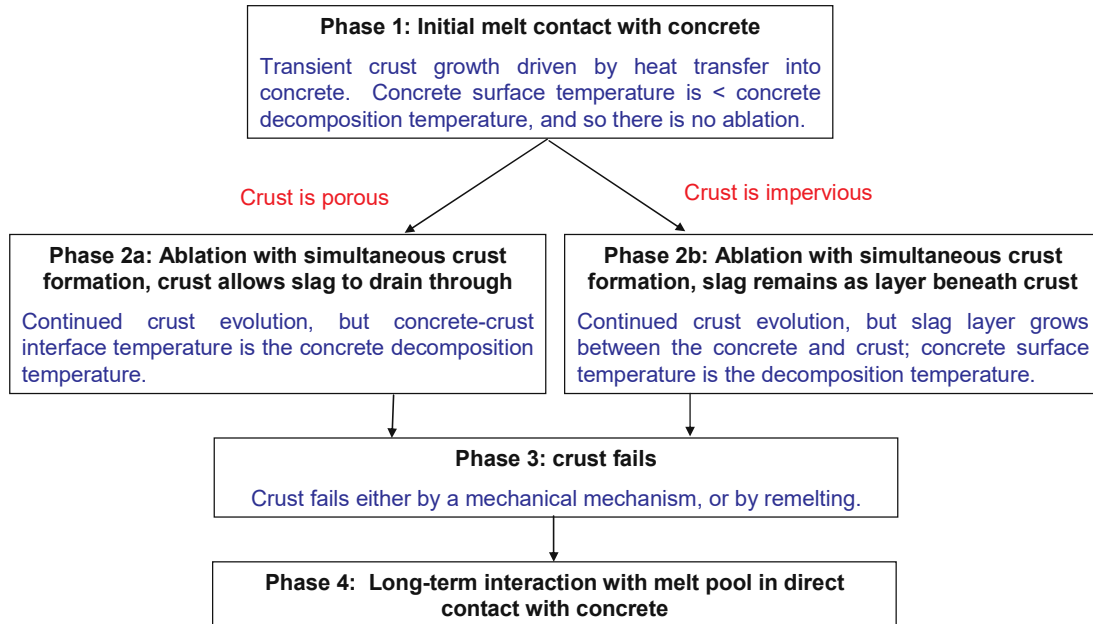 Phase 1: Initial melt contact with concrete
Transient crust growth driven by heat transfer into
concrete. Concrete surface temperature is < concrete
decomposition temperature, and so there is no ablation.
Crust is porous
Crust is impervious
Phase 2a: Ablation with simultaneous crust
formation, crust allows slag to drain through
Continued crust evolution, but concrete-crust
interface temperature is the concrete decomposition
temperature.
Phase 2b: Ablation with simultaneous crust
formation, slag remains as layer beneath crust
Continued crust evolution, but slag layer grows
between the concrete and crust; concrete surface
temperature is the decomposition temperature.
Phase 3: crust fails
Crust fails either by a mechanical mechanism, or by remelting.
Phase 4: Long-term interaction with melt pool in direct
contact with concrete